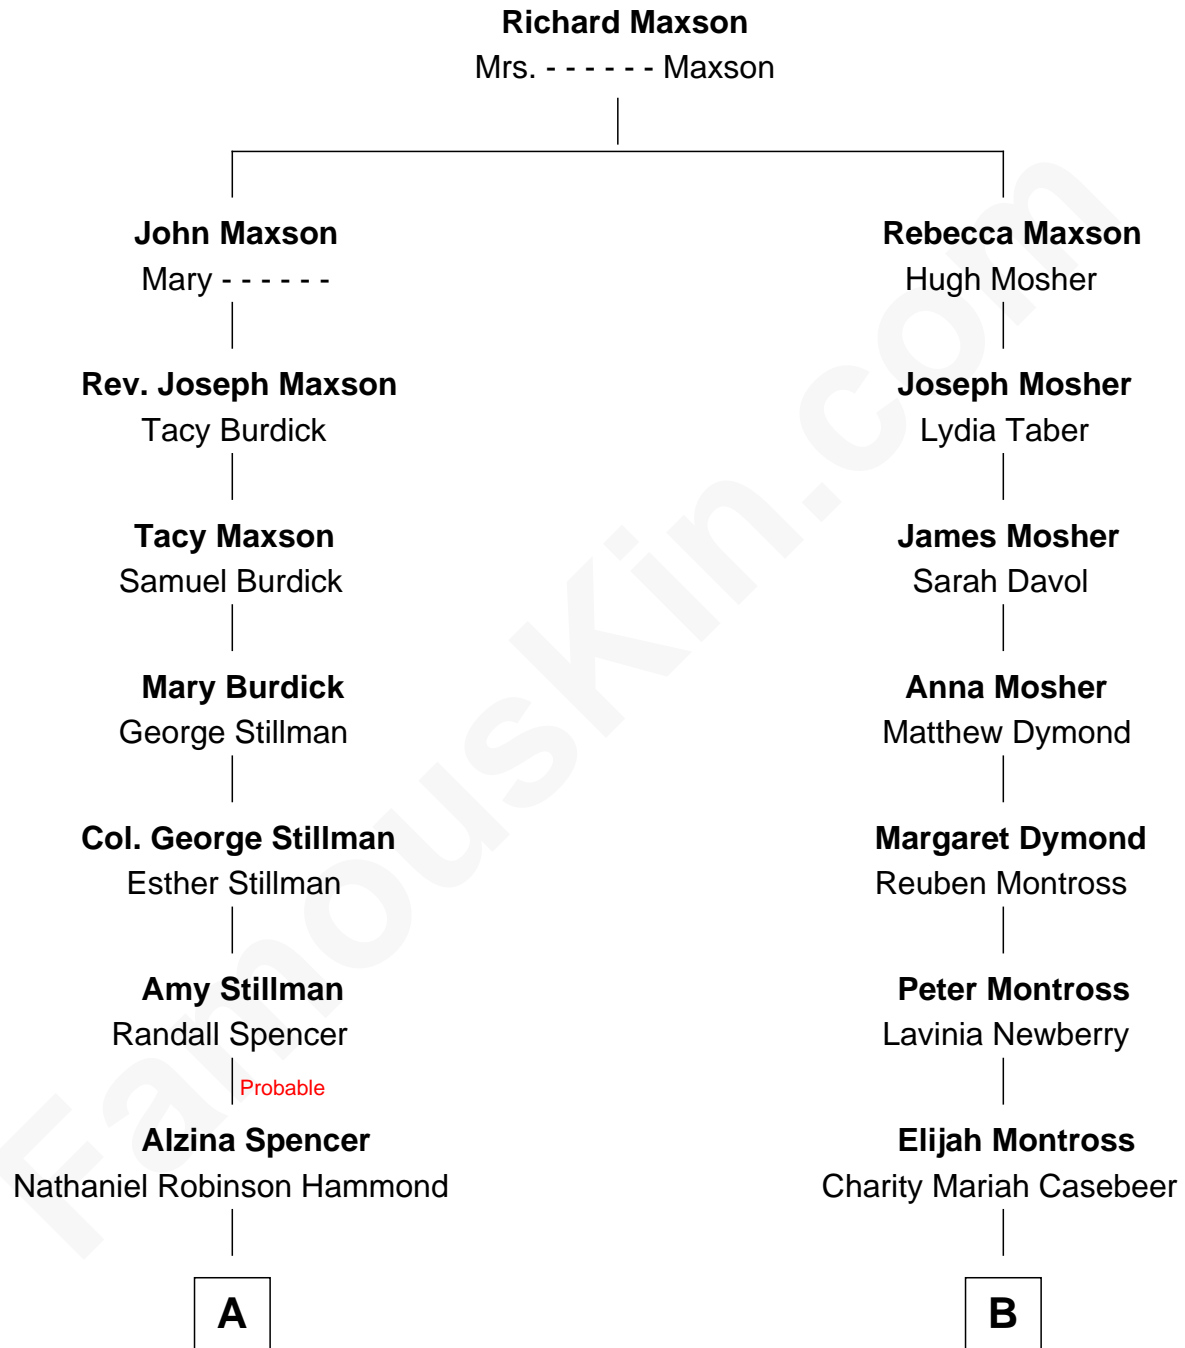 Richard Maxson
Mrs. - - - - - - Maxson
John Maxson
Mary - - - - - -
Rebecca Maxson
Hugh Mosher
Rev. Joseph Maxson
Tacy Burdick
Joseph Mosher
Lydia Taber
Tacy Maxson
Samuel Burdick
James Mosher
Sarah Davol
Mary Burdick
George Stillman
Anna Mosher
Matthew Dymond
Col. George Stillman
Esther Stillman
Margaret Dymond
Reuben Montross
Amy Stillman
Randall Spencer
Peter Montross
Lavinia Newberry
Probable
Alzina Spencer
Nathaniel Robinson Hammond
Elijah Montross
Charity Mariah Casebeer
A
B
FamousKin.com